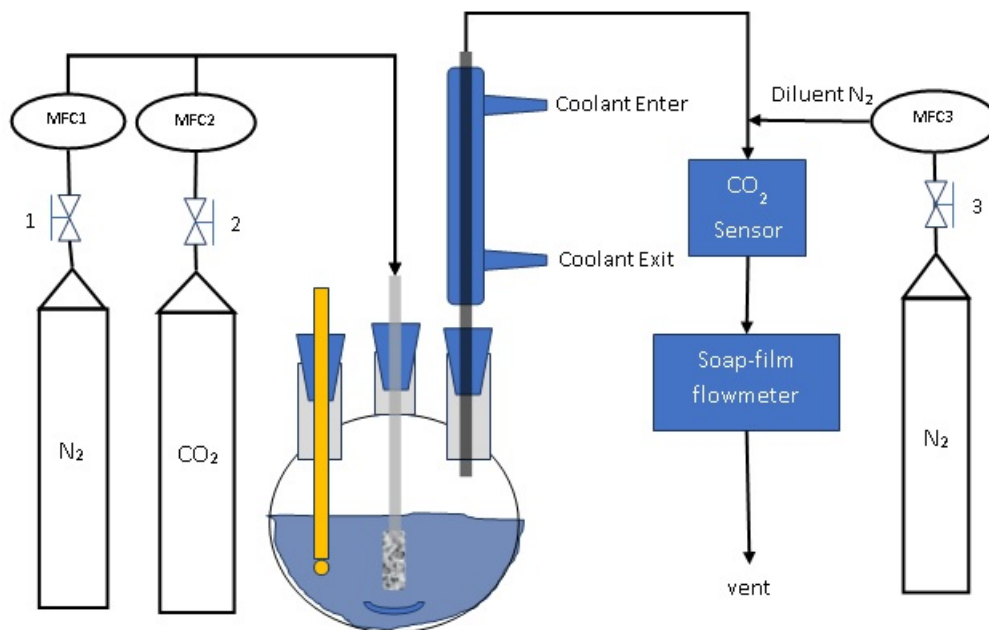 MFC1
MFC2
Coolant Enter
Diluent N₂
MFC3
1
2
CO₂
Sensor
3
Coolant Exit
Soap-film
flowmeter
N₂
CO₂
N₂
vent